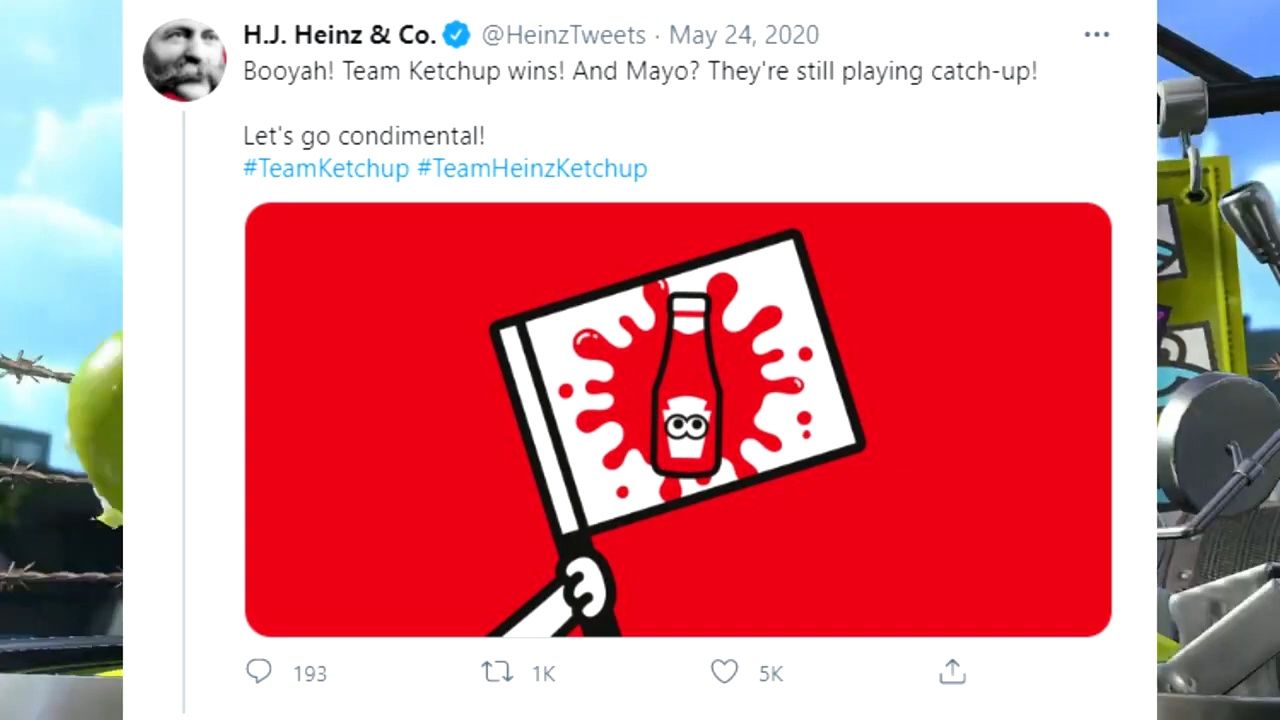 H.J. Heinz & Co. @HeinzTweets · May 24, 2020
Booyah! Team Ketchup wins! And Mayo? They're still playing catch-up!
Let's go condimental!
#TeamKetchup #TeamHeinzKetchup
193 1K 5K